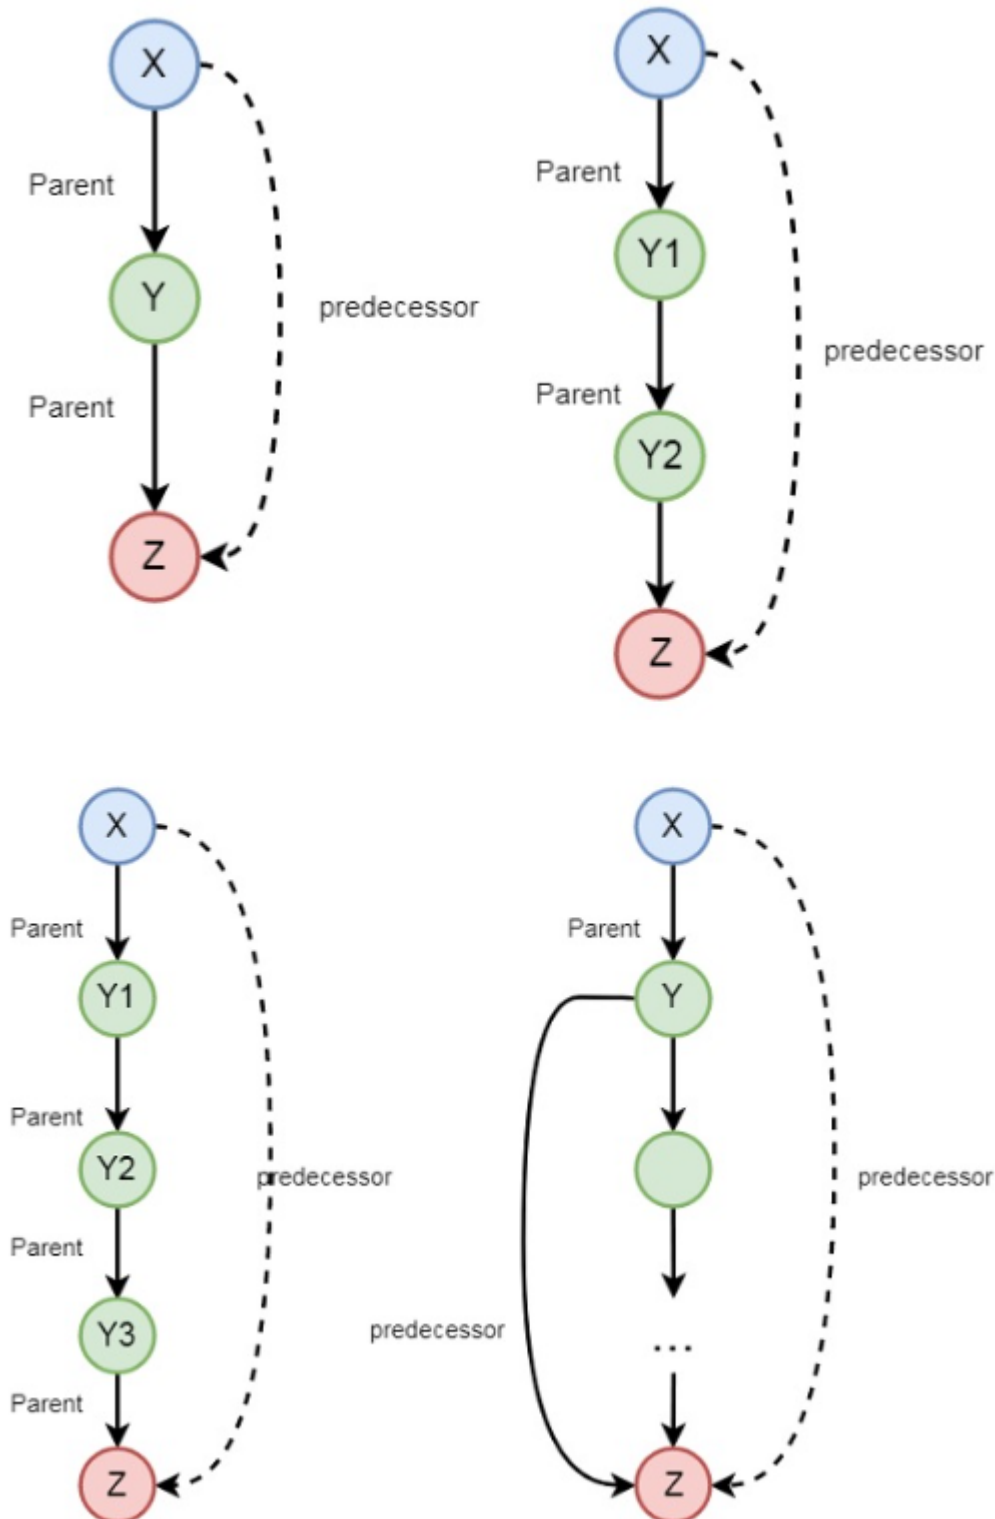 X
Parent
Y
predecessor
Parent
Z
X
Parent
Y1
predecessor
Parent
Y2
Z
X
Parent
Y1
Parent
Y2
predecessor
Parent
Y3
Parent
Z
X
Parent
Y
predecessor
predecessor
...
Z